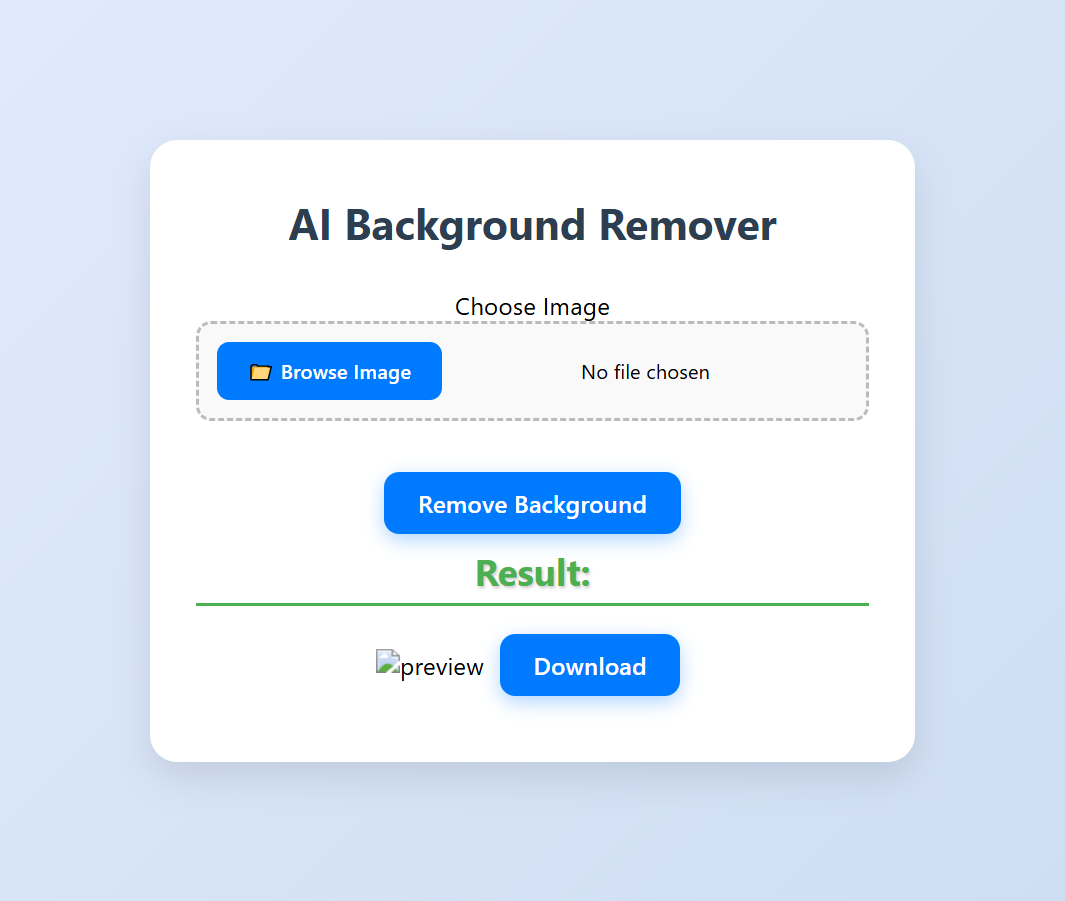 AI Background Remover
Choose Image
Browse Image No file chosen
Remove Background
Result:
preview Download